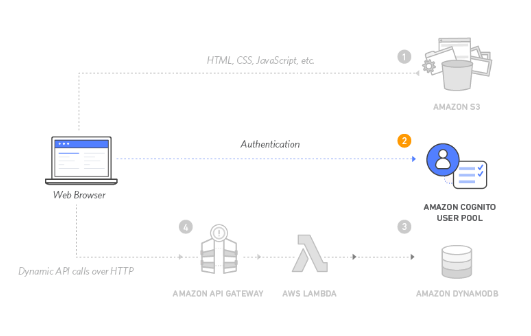 HTML, CSS, JavaScript, etc.
1
AMAZON S3
Authentication
2
Web Browser
AMAZON COGNITO
USER POOL
4
3
Dynamic API calls over HTTP
AMAZON API GATEWAY
AWS LAMBDA
AMAZON DYNAMODB